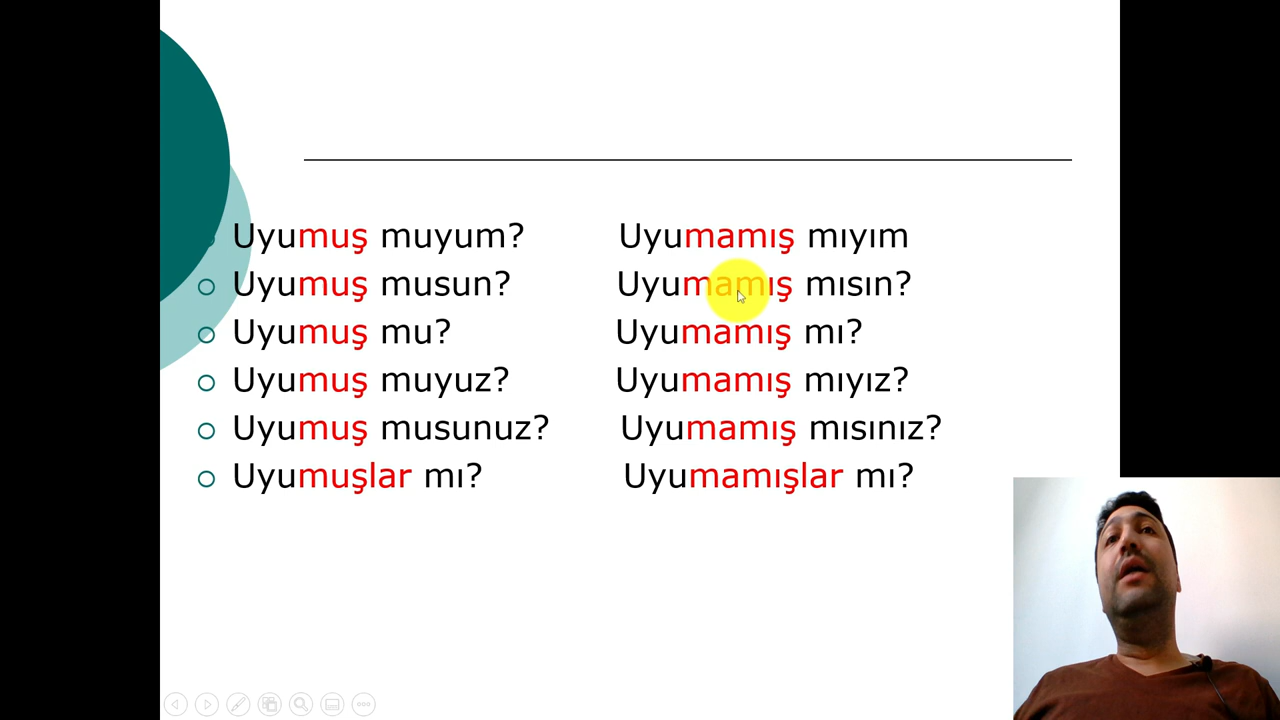 Uyumuş muyum? Uyumamış mıyım
Uyumuş musun? Uyumamış mısın?
Uyumuş mu? Uyumamış mı?
Uyumuş muyuz? Uyumamış mıyız?
Uyumuş musunuz? Uyumamış mısınız?
Uyumuşlar mı? Uyumamışlar mı?